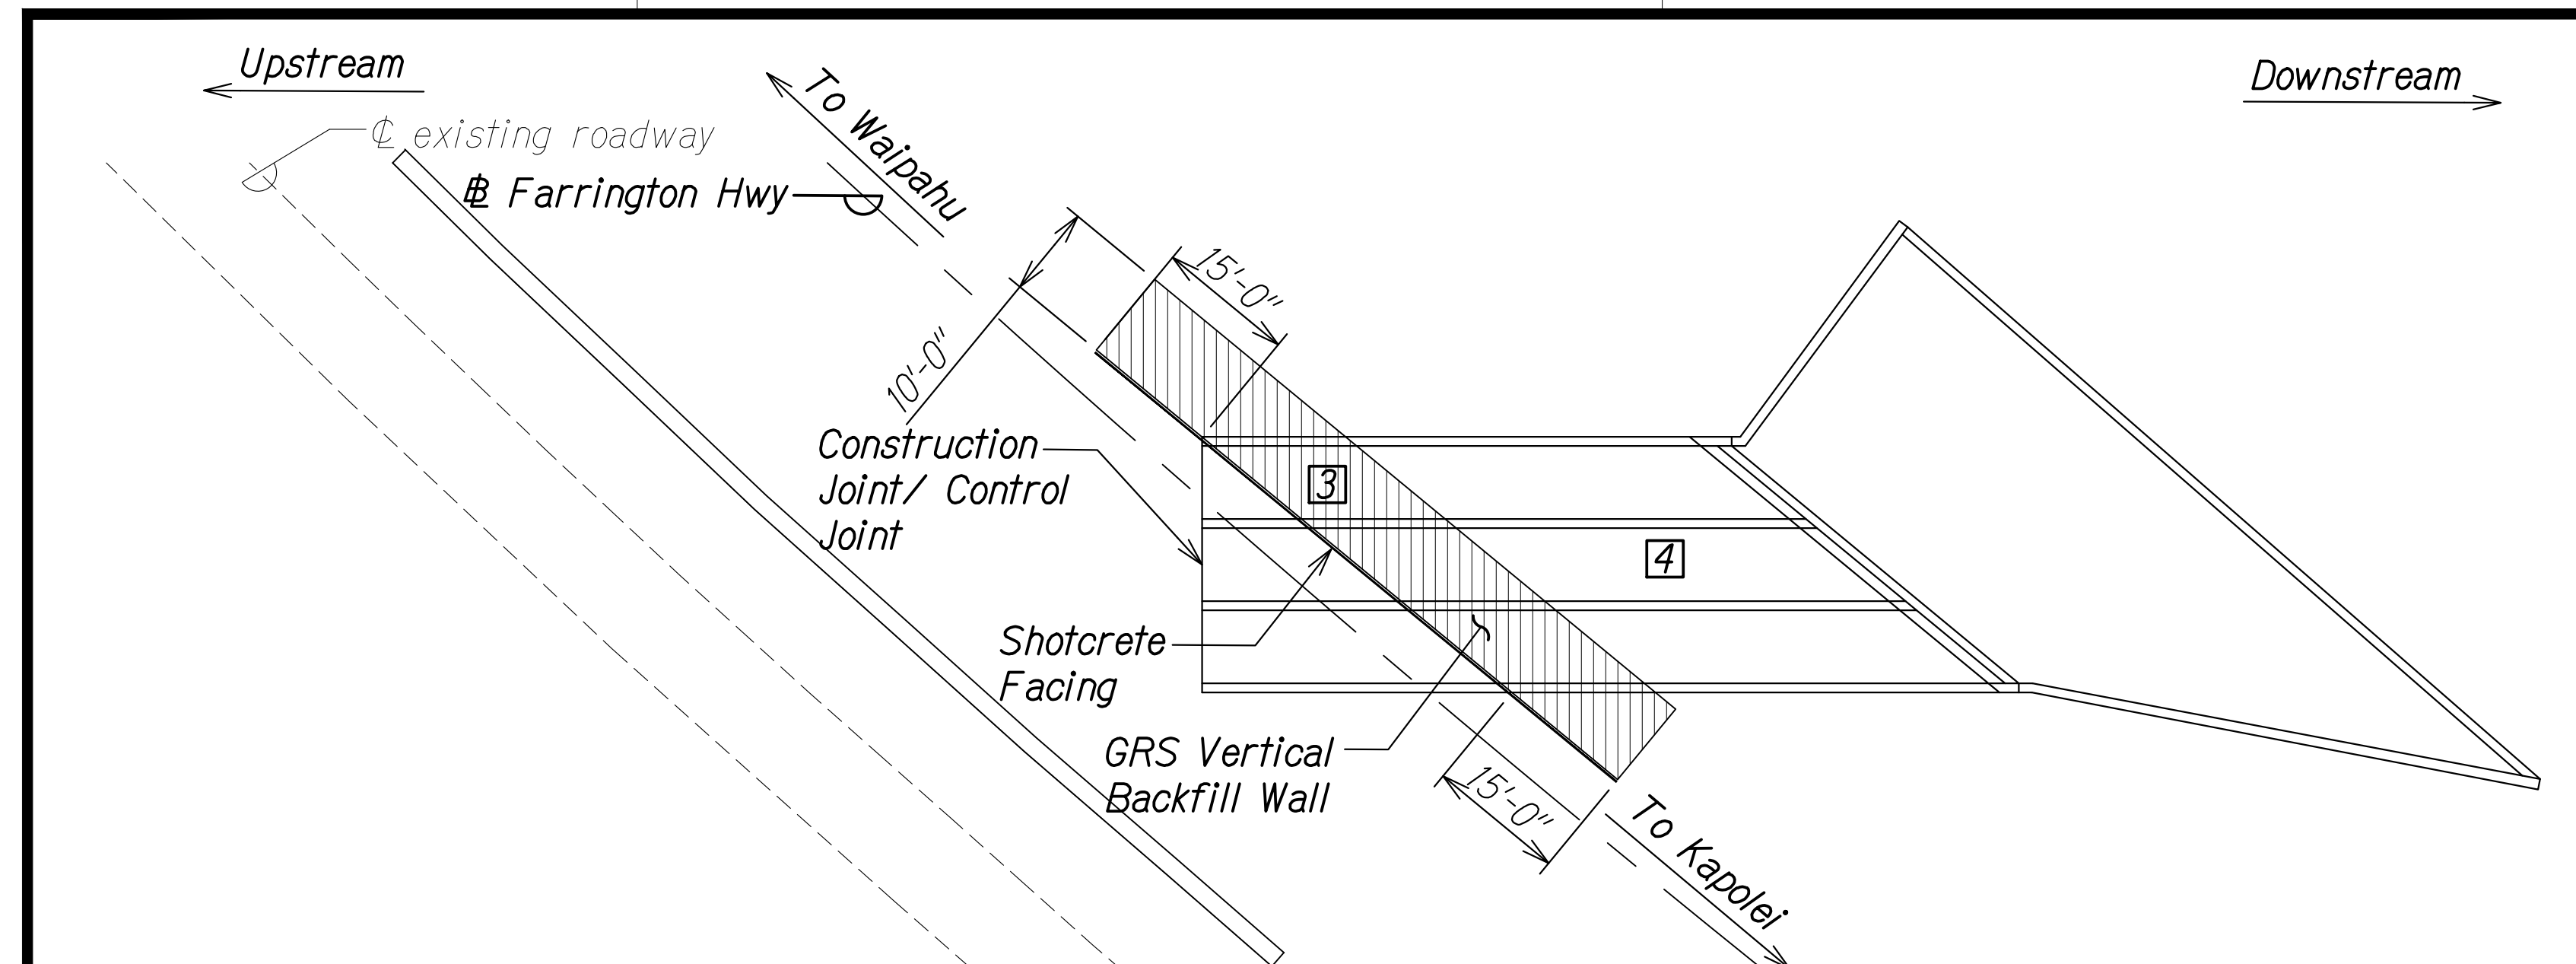 Upstream
Downstream
℄ existing roadway
To Waipahu
B Farrington Hwy
15'-0"
10'-0"
Construction
Joint/ Control
Joint
3
4
Shotcrete
Facing
GRS Vertical
Backfill Wall
15'-0"
To Kapolei